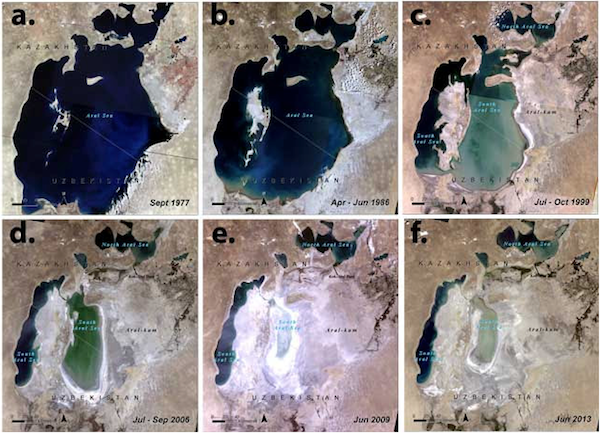 a.
KAZAKHSTAN
Aral Sea
UZBEKISTAN
Sept 1977
b.
KAZAKHSTAN
Aral Sea
UZBEKISTAN
Apr - Jun 1986
c.
North Aral Sea
KAZAKHSTAN
South
Aral Sea
Aral-kum
South
Aral Sea
UZBEKISTAN
Jul - Oct 1999
d.
North Aral Sea
KAZAKHSTAN
South
Aral Sea
Aral-kum
South
Aral Sea
UZBEKISTAN
Jul - Sep 2006
e.
North Aral Sea
KAZAKHSTAN
South
Aral Sea
Aral-kum
South
Aral Sea
UZBEKISTAN
Jun 2009
f.
North Aral Sea
KAZAKHSTAN
South
Aral-kum
South
Aral Sea
UZBEKISTAN
Jun 2013